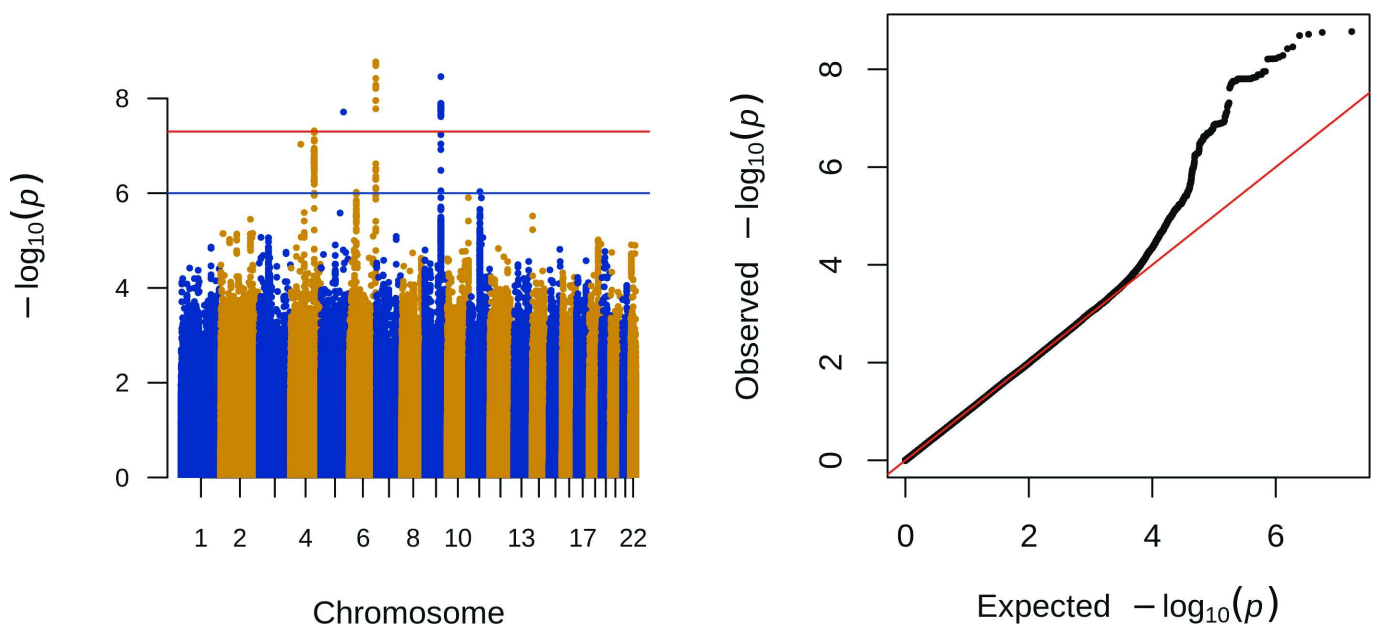 8
6
4
2
0
− log10(p)
1 2 4 6 8 10 13 17 22
Chromosome
8
6
4
2
0
Observed − log10(p)
0 2 4 6
Expected − log10(p)